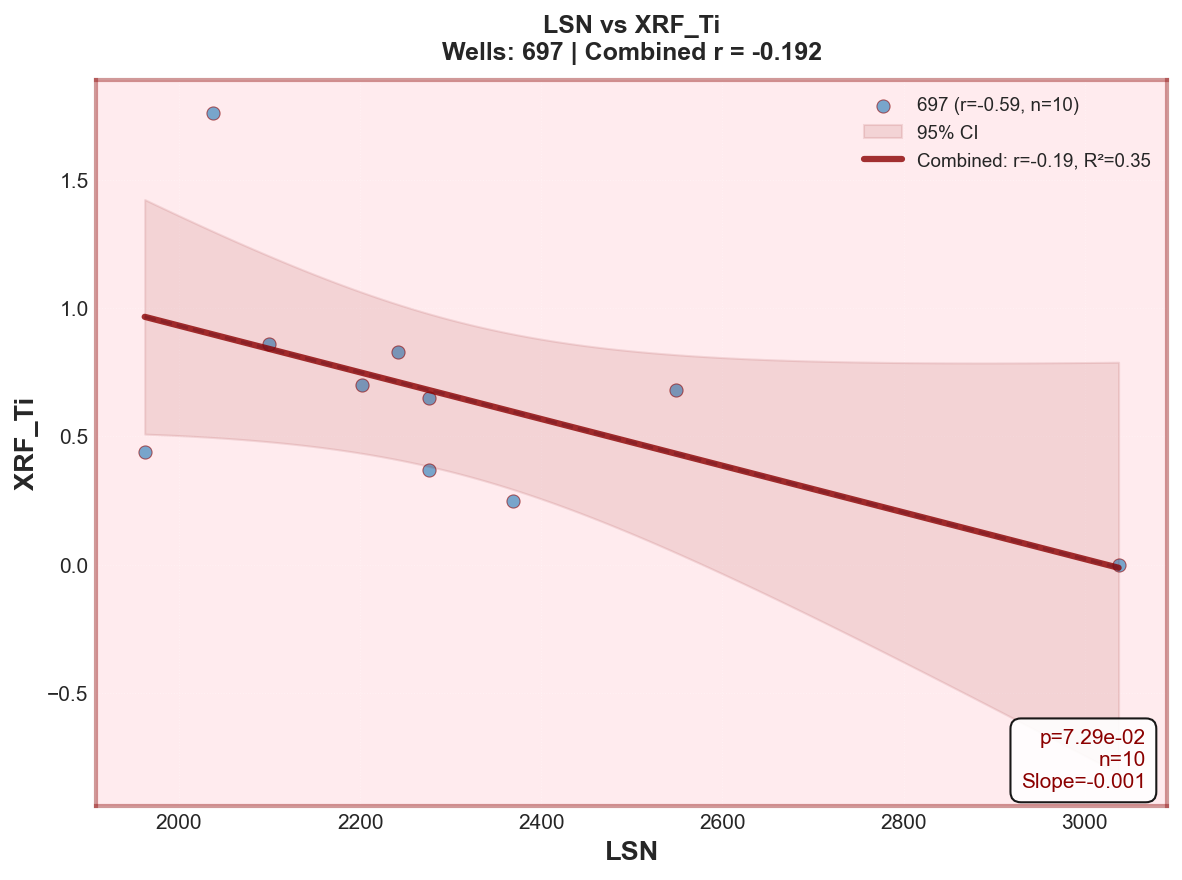 LSN vs XRF_Ti
Wells: 697 | Combined r = -0.192
697 (r=-0.59, n=10)
95% CI
Combined: r=-0.19, R²=0.35
XRF_Ti
1.5
1.0
0.5
0.0
−0.5
p=7.29e-02
n=10
Slope=-0.001
2000
2200
2400
2600
2800
3000
LSN